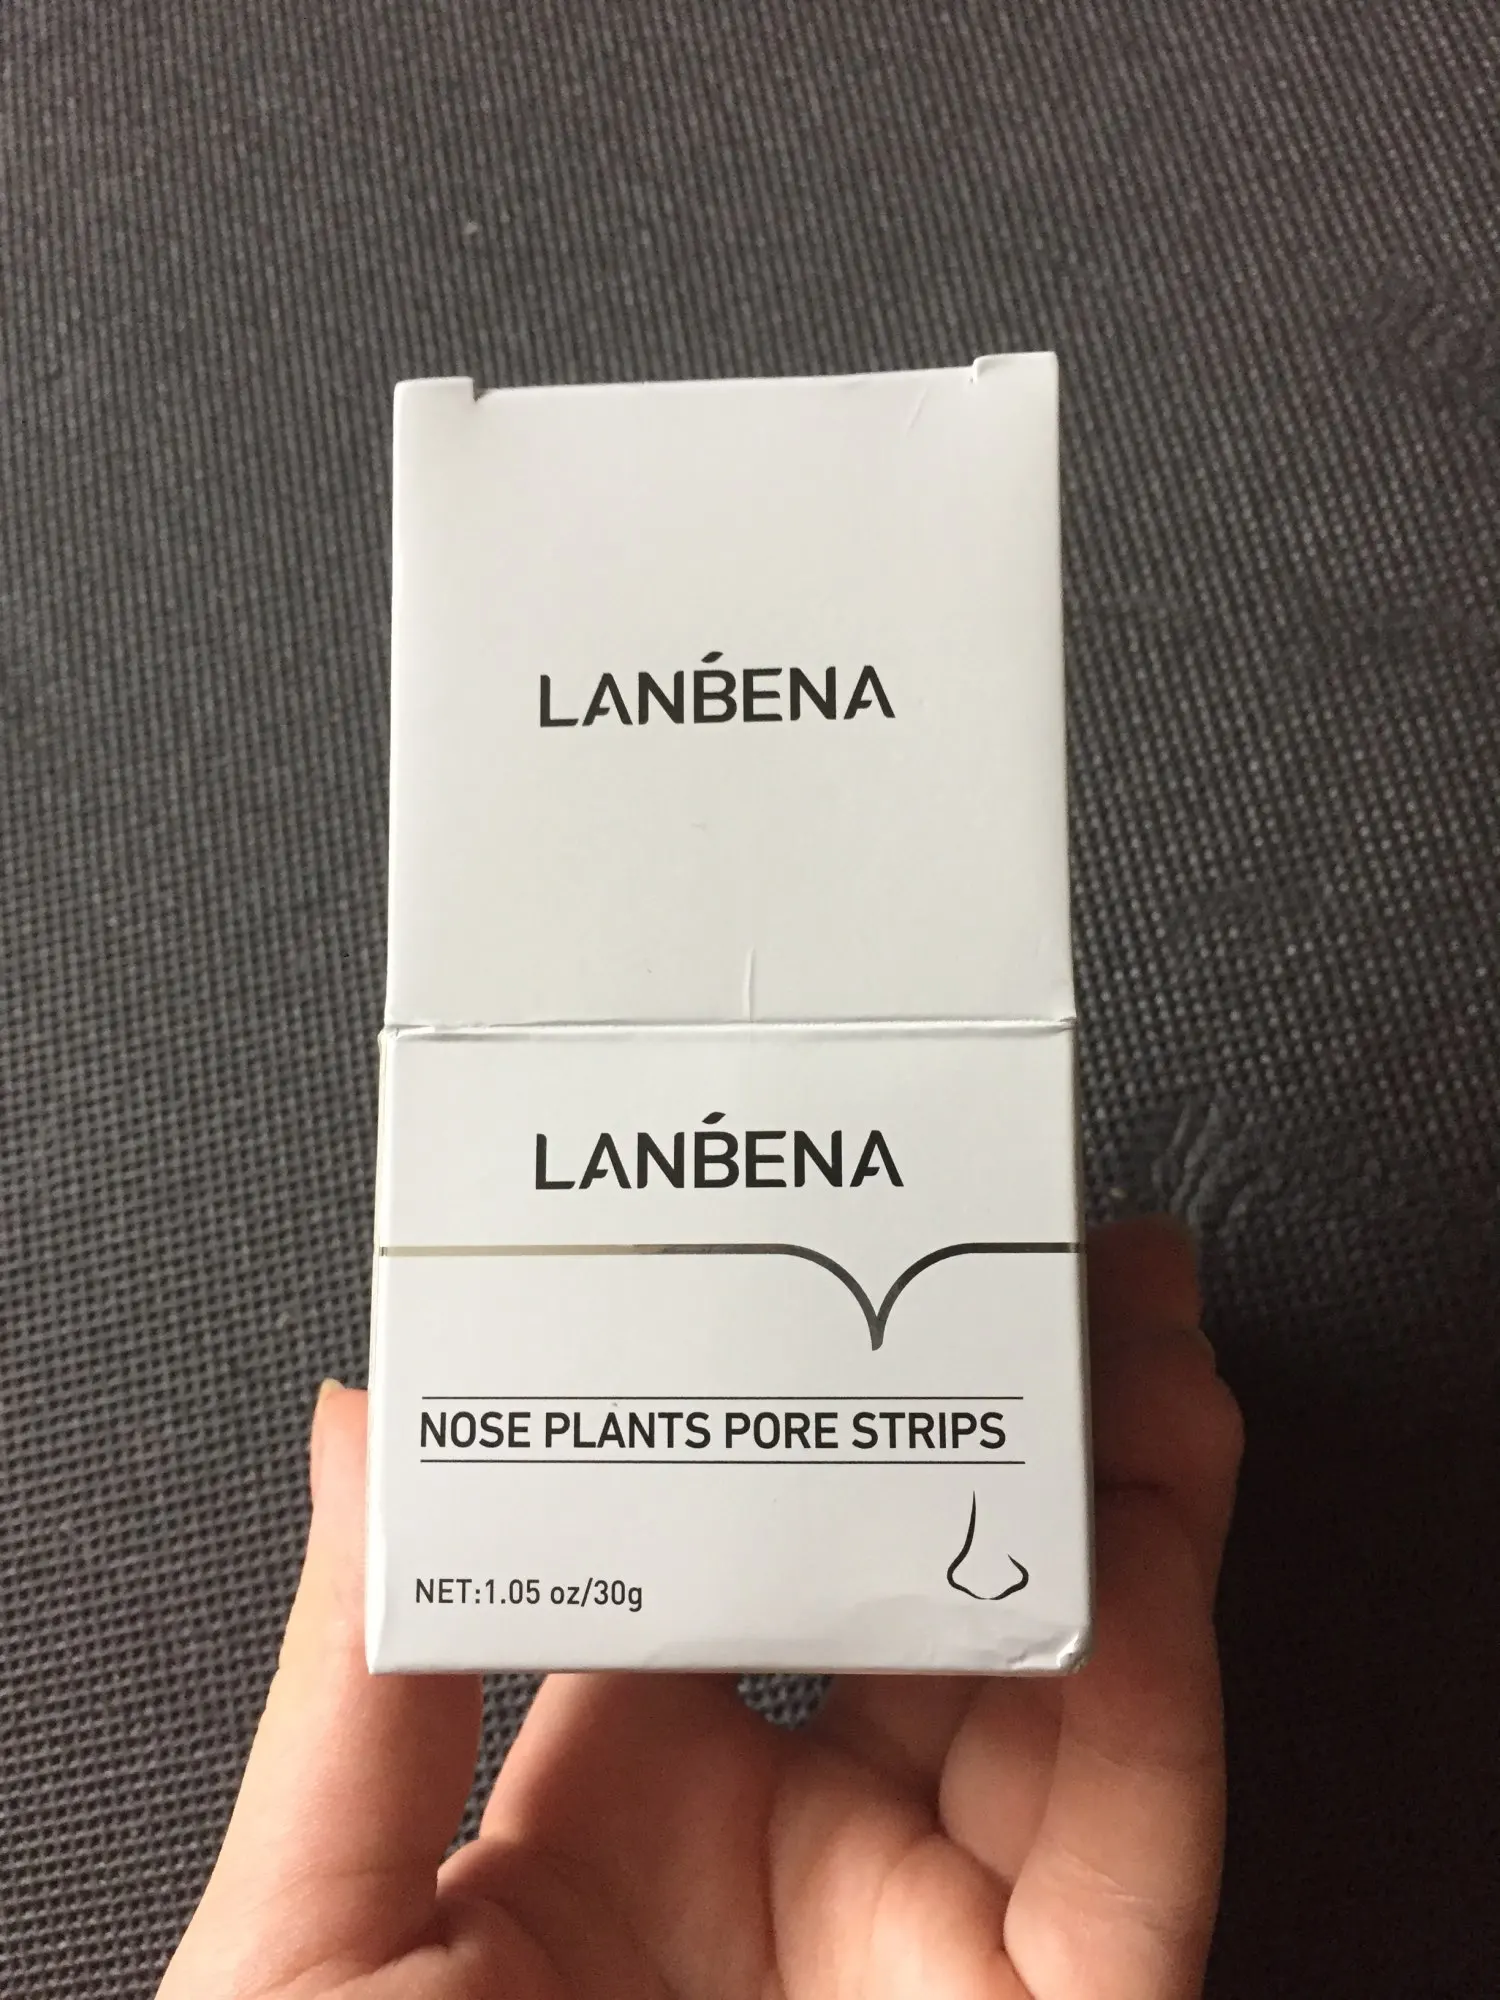 LANBENA
LANBENA
NOSE PLANTS PORE STRIPS
NET:1.05 oz/30g